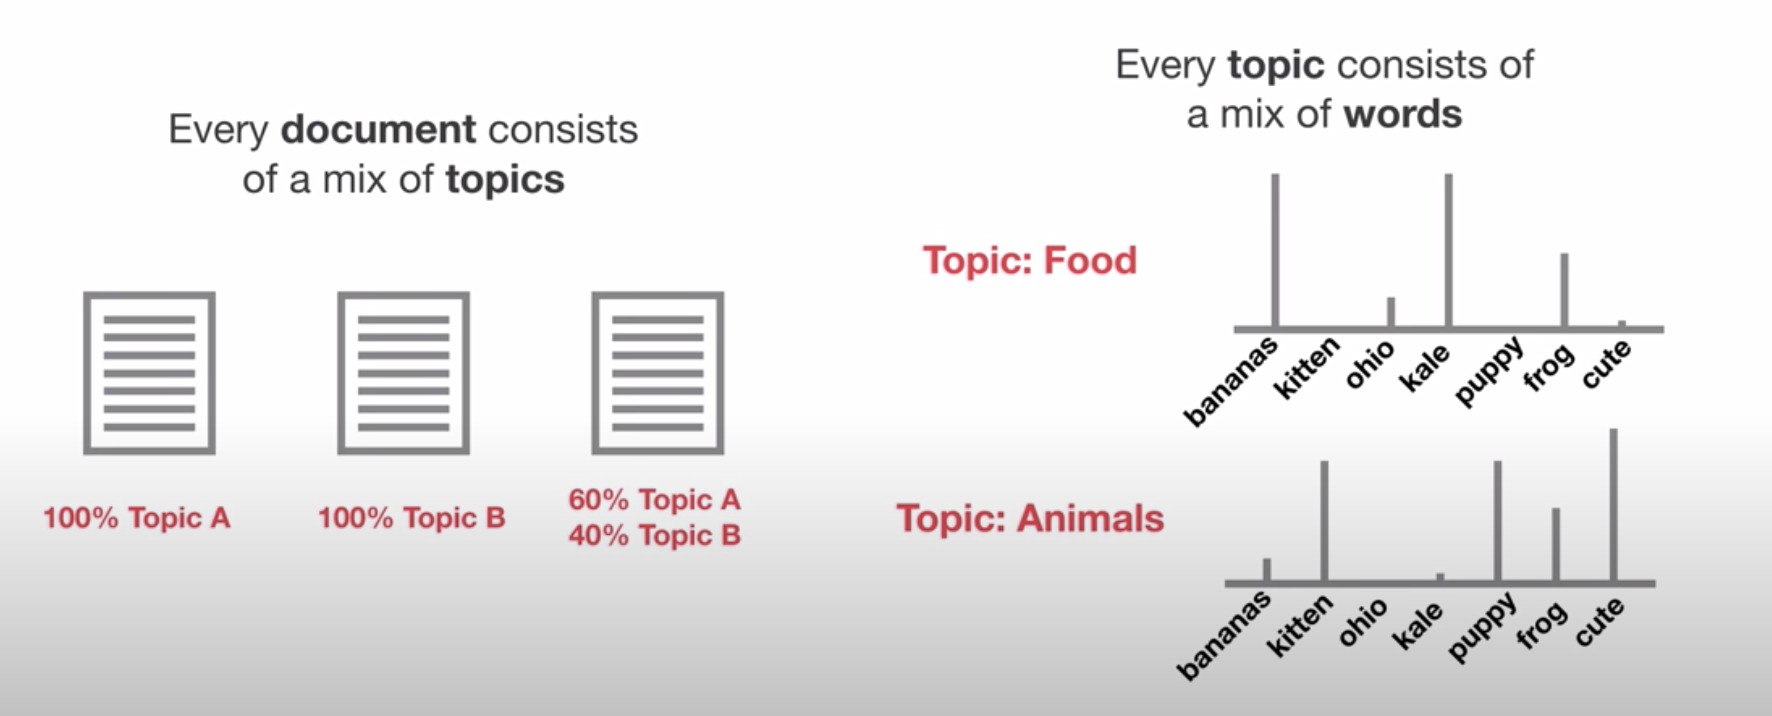 Every document consists
of a mix of topics
100% Topic A
100% Topic B
60% Topic A
40% Topic B
Every topic consists of
a mix of words
Topic: Food
bananas
kitten
ohio
kale
puppy
frog
cute
Topic: Animals
bananas
kitten
ohio
kale
puppy
frog
cute